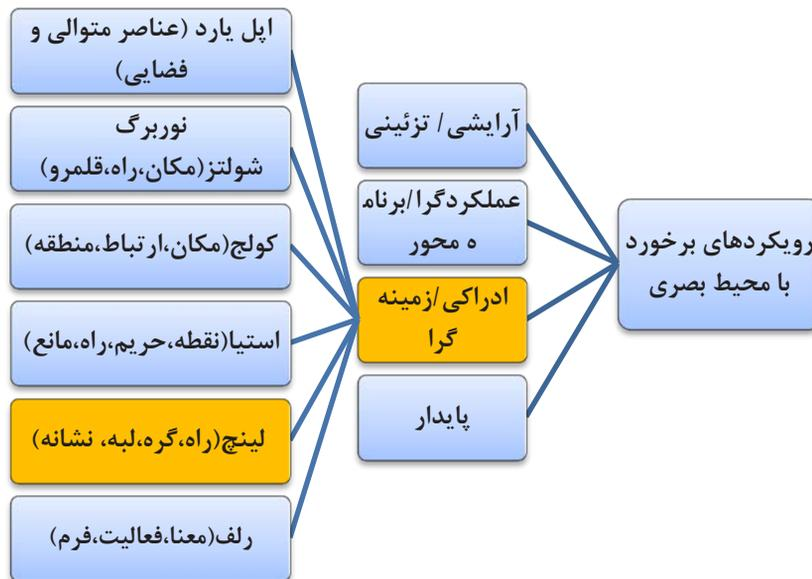 رویکردهای برخورد
با محیط بصری
آرایشی/ تزئینی
عملکردگرا/برنام
ه محور
ادراکی/زمینه
گرا
پایدار
اپل یارد (عناصر متوالی و
فضایی)
نوربرگ
شولتز(مکان،راه،قلمرو)
کولج(مکان،ارتباط،منطقه)
استیا(نقطه،حریم،راه،مانع)
لینچ(راه،گره،لبه، نشانه)
رلف(معنا،فعالیت،فرم)